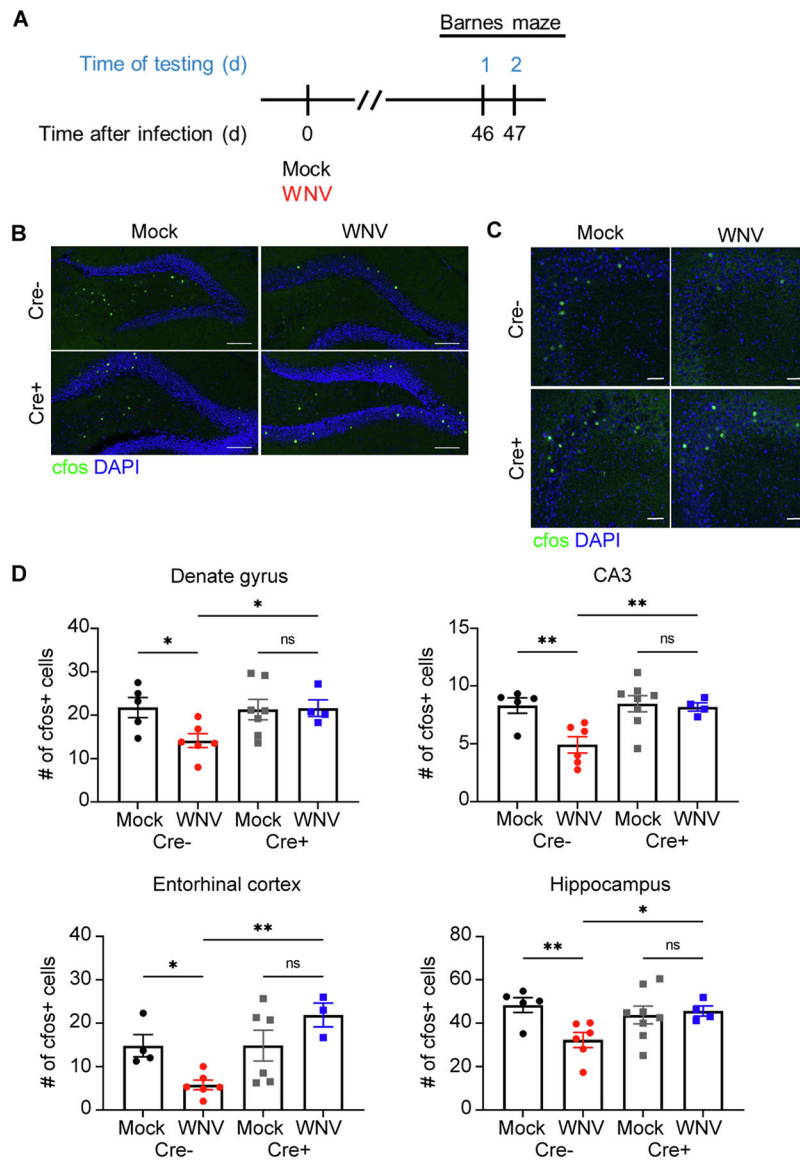 A
Barnes maze
Time of testing (d) 1 2
Time after infection (d) 0 46 47
Mock
WNV
B
Mock WNV
Cre-
Cre+
cfos DAPI
C
Mock WNV
Cre-
Cre+
cfos DAPI
D
Denate gyrus
# of cfos+ cells
40
30
20
10
0
* * ns
Mock WNV Mock WNV
Cre- Cre+
CA3
# of cfos+ cells
15
10
5
0
** ** ns
Mock WNV Mock WNV
Cre- Cre+
Entorhinal cortex
# of cfos+ cells
40
30
20
10
0
** * ns
Mock WNV Mock WNV
Cre- Cre+
Hippocampus
# of cfos+ cells
80
60
40
20
0
* ** ns
Mock WNV Mock WNV
Cre- Cre+